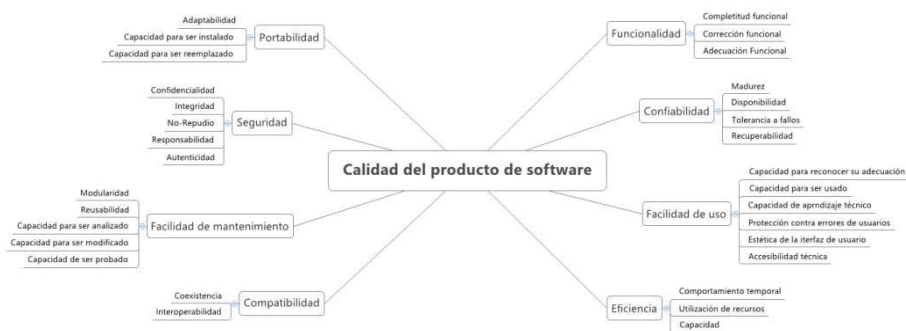 Calidad del producto de software
Portabilidad
Adaptabilidad
Capacidad para ser instalado
Capacidad para ser reemplazado
Seguridad
Confidencialidad
Integridad
No-Repudio
Responsabilidad
Autenticidad
Facilidad de mantenimiento
Modularidad
Reusabilidad
Capacidad para ser analizado
Capacidad para ser modificado
Capacidad de ser probado
Compatibilidad
Coexistencia
Interoperabilidad
Funcionalidad
Completitud funcional
Corrección funcional
Adecuación Funcional
Confiabilidad
Madurez
Disponibilidad
Tolerancia a fallos
Recuperabilidad
Facilidad de uso
Capacidad para reconocer su adecuación
Capacidad para ser usado
Capacidad de aprndizaje técnico
Protección contra errores de usuarios
Estética de la iterfaz de usuario
Accesibilidad técnica
Eficiencia
Comportamiento temporal
Utilización de recursos
Capacidad